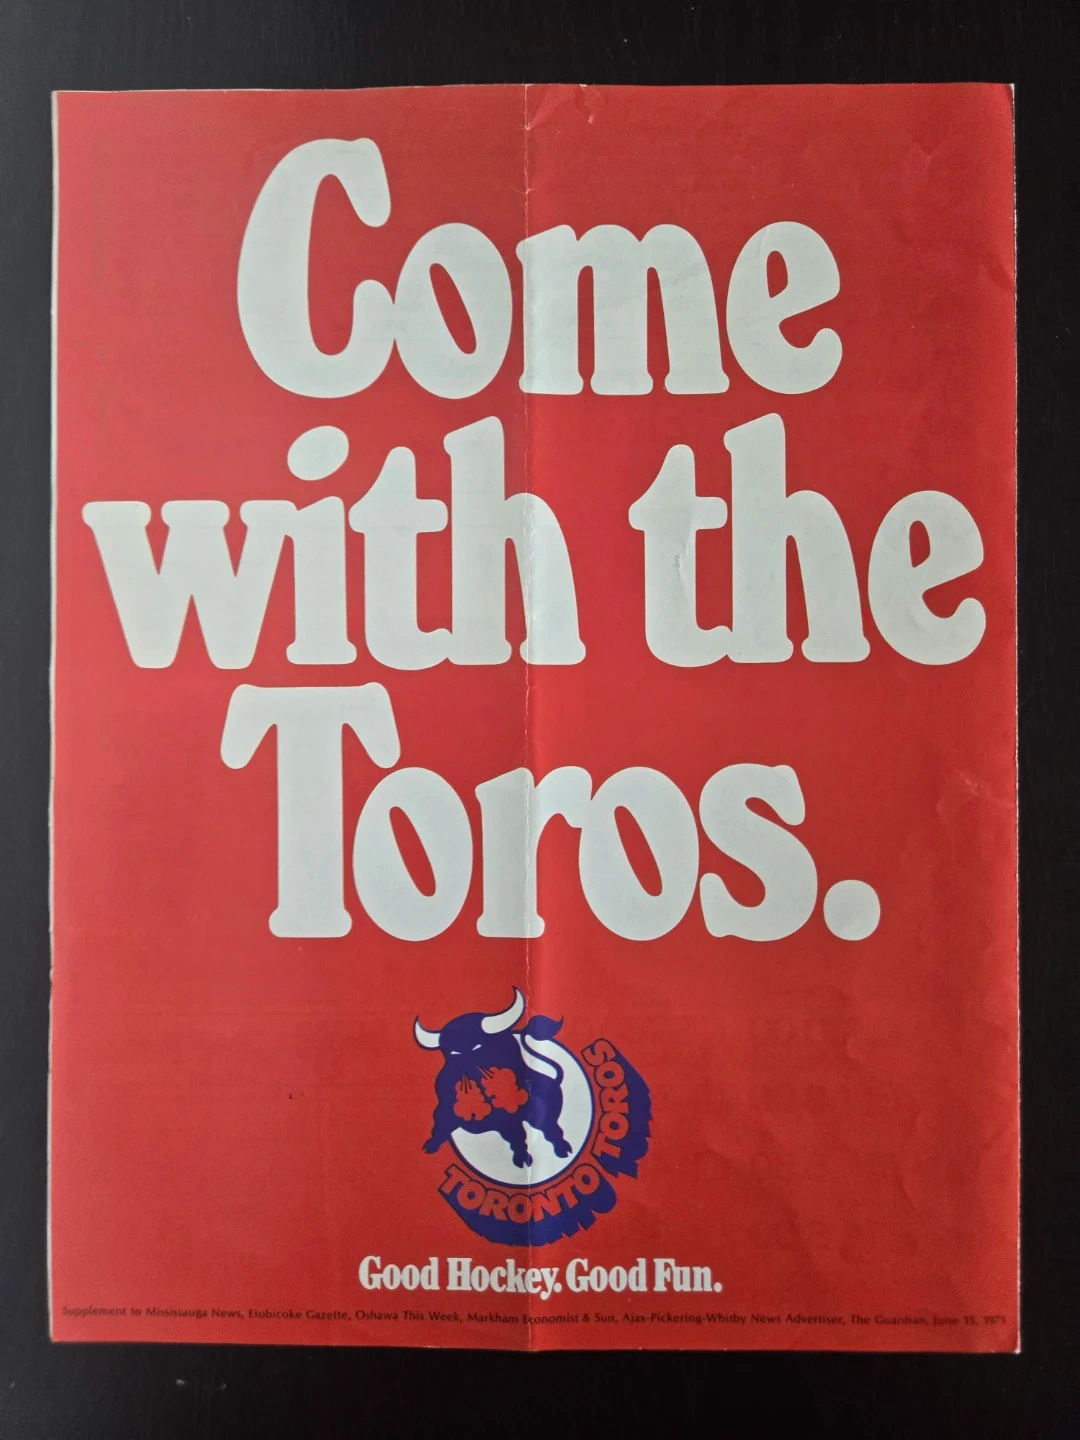 Come
with the
Toros.
TORONTO TOROS
Good Hockey. Good Fun.
Supplement to Mississauga News, Etobicoke Gazette, Oshawa This Week, Markham Economist & Sun, Ajax-Pickering-Whitby News Advertiser, The Guardian, June 15,